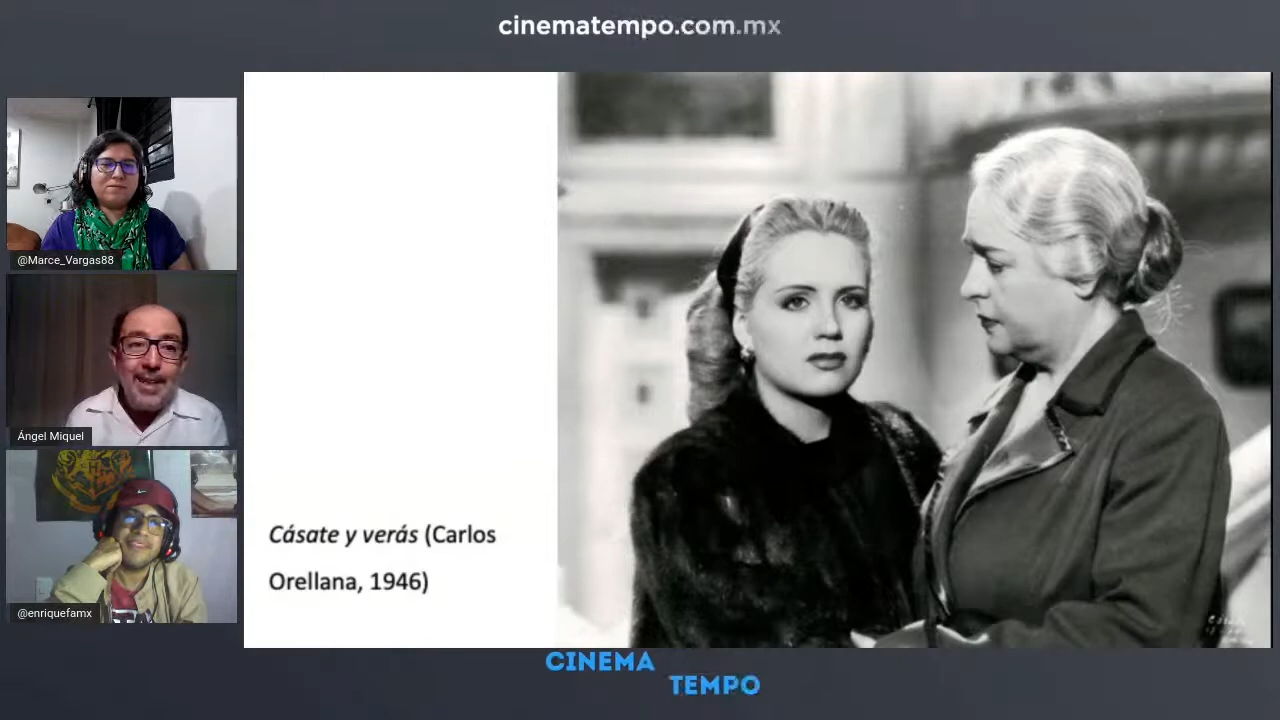 cinematempo.com.mx
@Marce_Vargas88
Ángel Miquel
@enriquefamx
Cásate y verás (Carlos
Orellana, 1946)
CINEMA
TEMPO